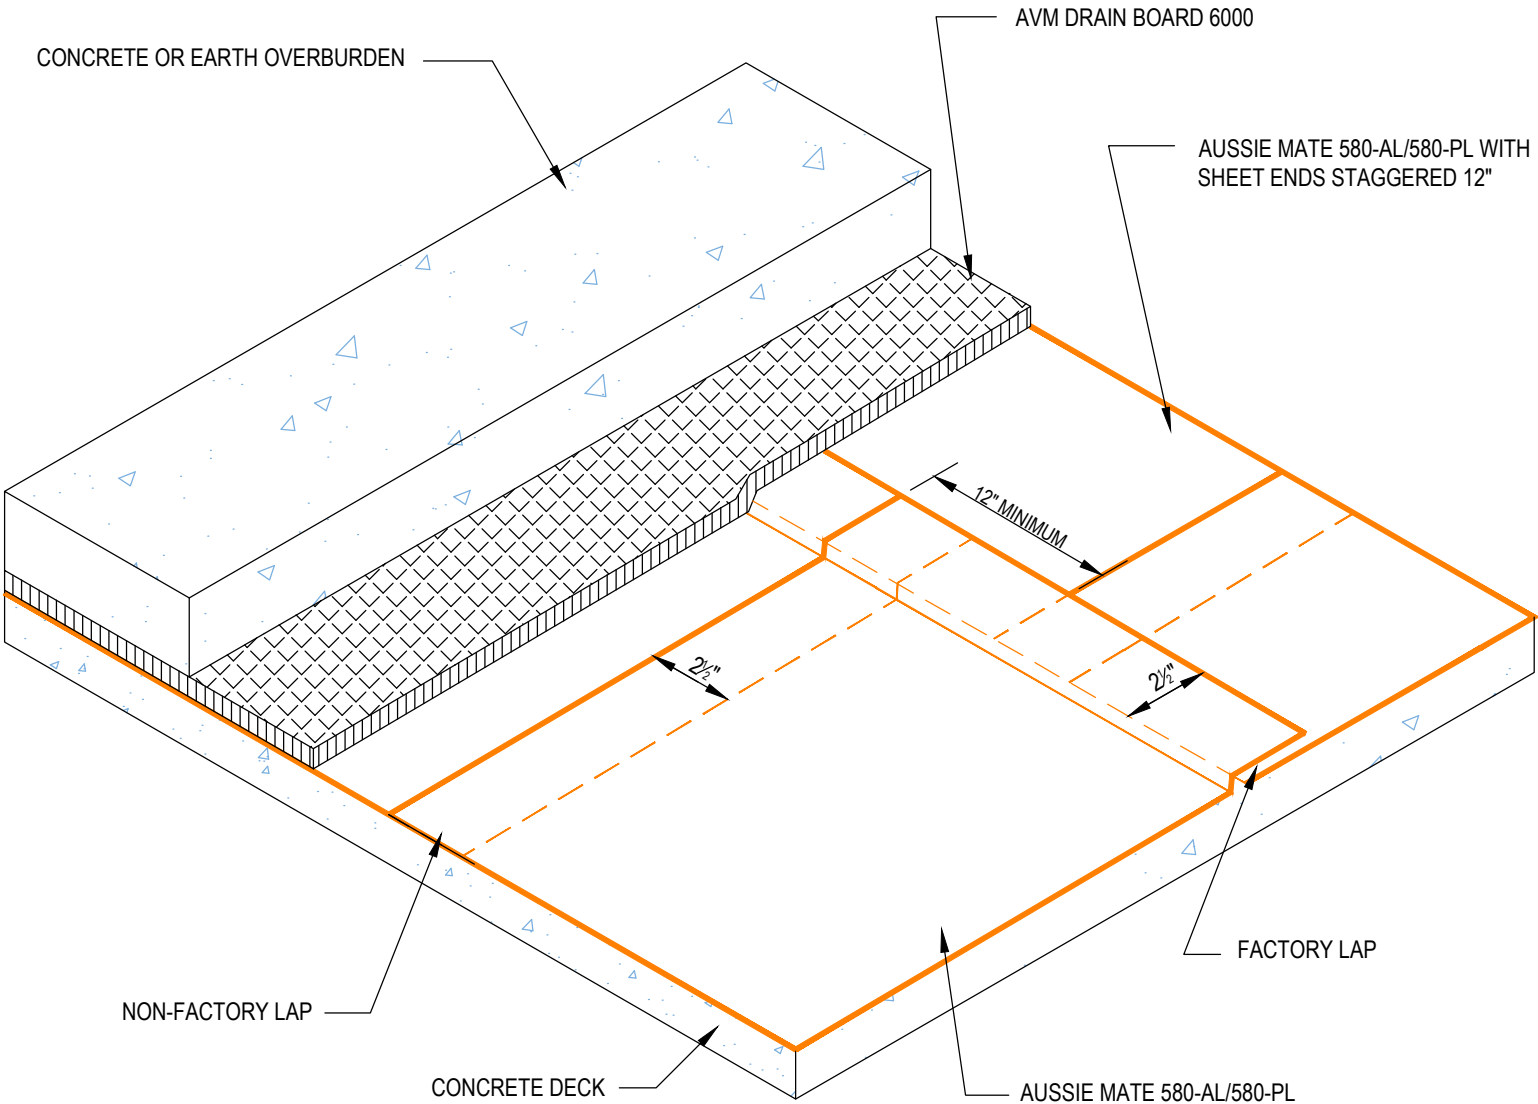 AVM DRAIN BOARD 6000
CONCRETE OR EARTH OVERBURDEN
AUSSIE MATE 580-AL/580-PL WITH
SHEET ENDS STAGGERED 12"
12" MINIMUM
2½"
2½"
FACTORY LAP
NON-FACTORY LAP
CONCRETE DECK
AUSSIE MATE 580-AL/580-PL